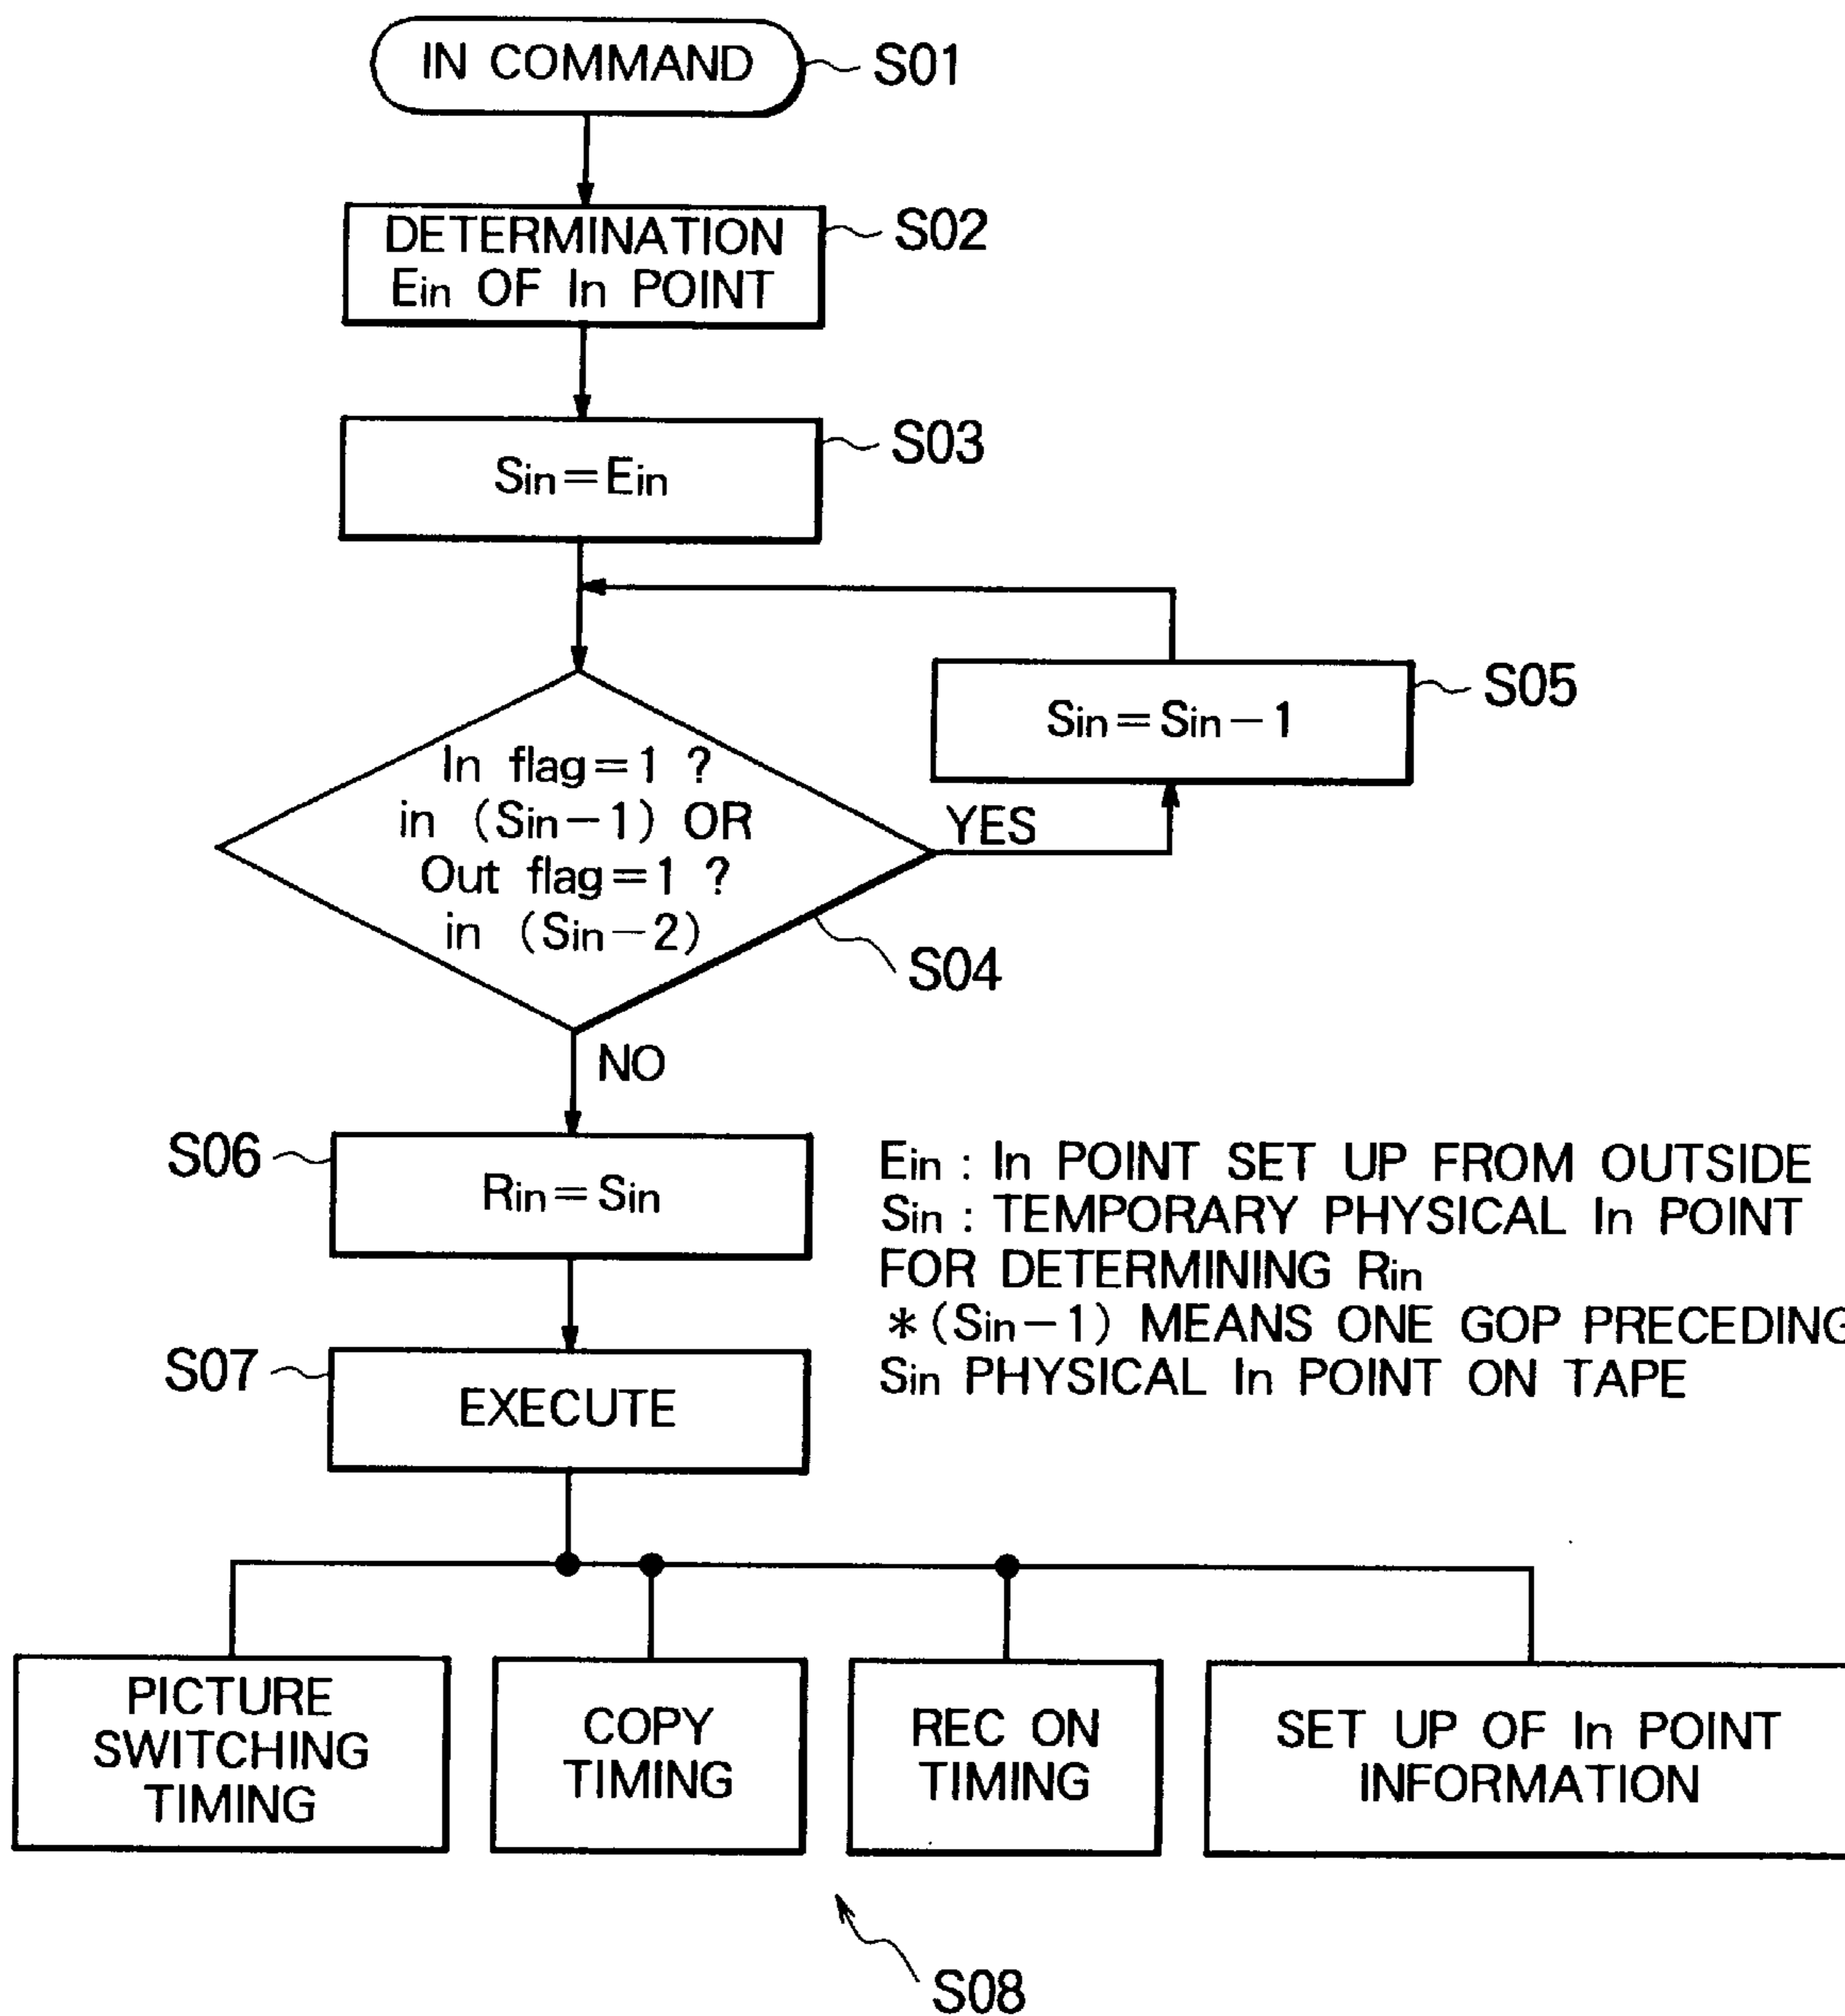 IN COMMAND
S01
DETERMINATION
Ein OF In POINT
S02
Sin=Ein
S03
Sin=Sin-1
S05
In flag=1 ?
in (Sin-1) OR
Out flag=1 ?
in (Sin-2)
YES
S04
NO
S06
Rin=Sin
Ein : In POINT SET UP FROM OUTSIDE
Sin : TEMPORARY PHYSICAL In POINT
FOR DETERMINING Rin
*(Sin-1) MEANS ONE GOP PRECEDING
Sin PHYSICAL In POINT ON TAPE
S07
EXECUTE
PICTURE
SWITCHING
TIMING
COPY
TIMING
REC ON
TIMING
SET UP OF In POINT
INFORMATION
S08